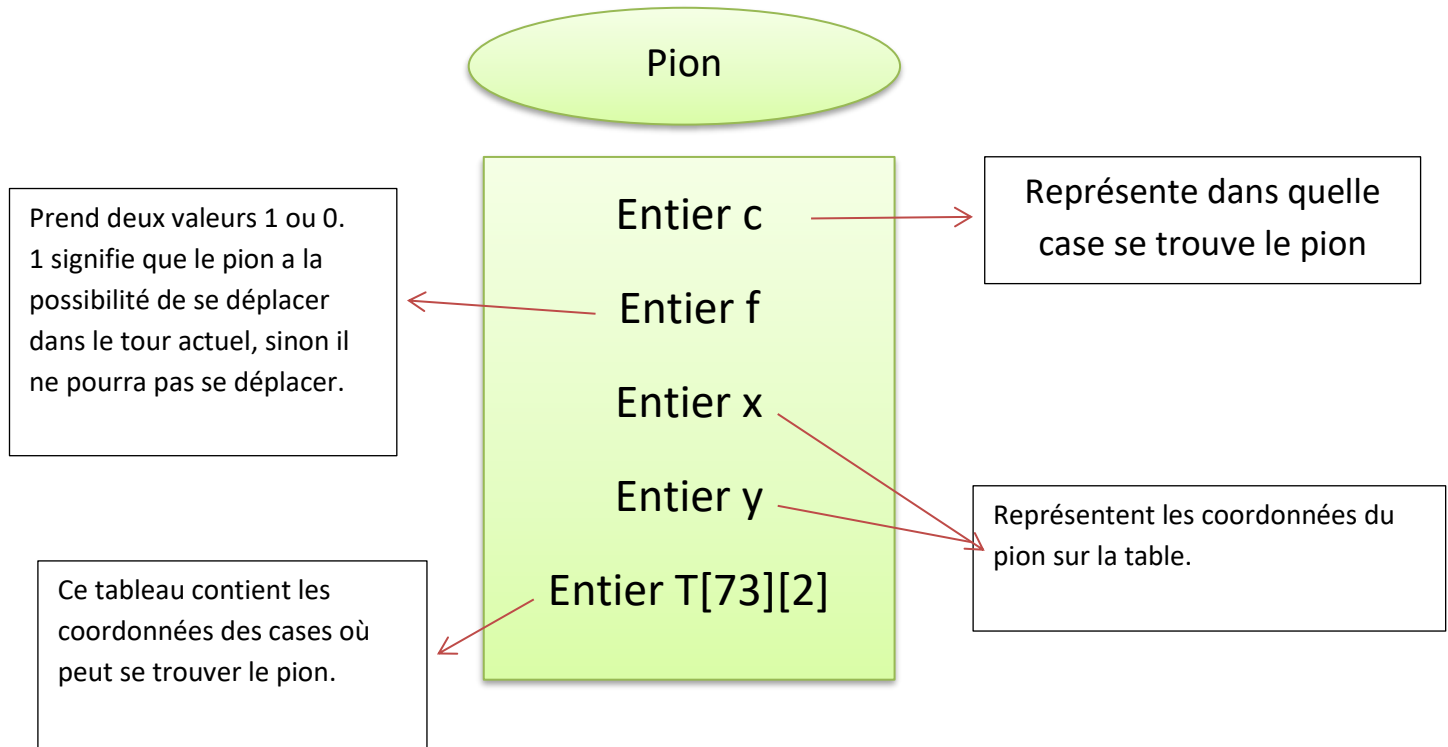 Pion
Entier c
Entier f
Entier x
Entier y
Entier T[73][2]
Prend deux valeurs 1 ou 0.
1 signifie que le pion a la
possibilité de se déplacer
dans le tour actuel, sinon il
ne pourra pas se déplacer.
Représente dans quelle
case se trouve le pion
Représentent les coordonnées du
pion sur la table.
Ce tableau contient les
coordonnées des cases où
peut se trouver le pion.